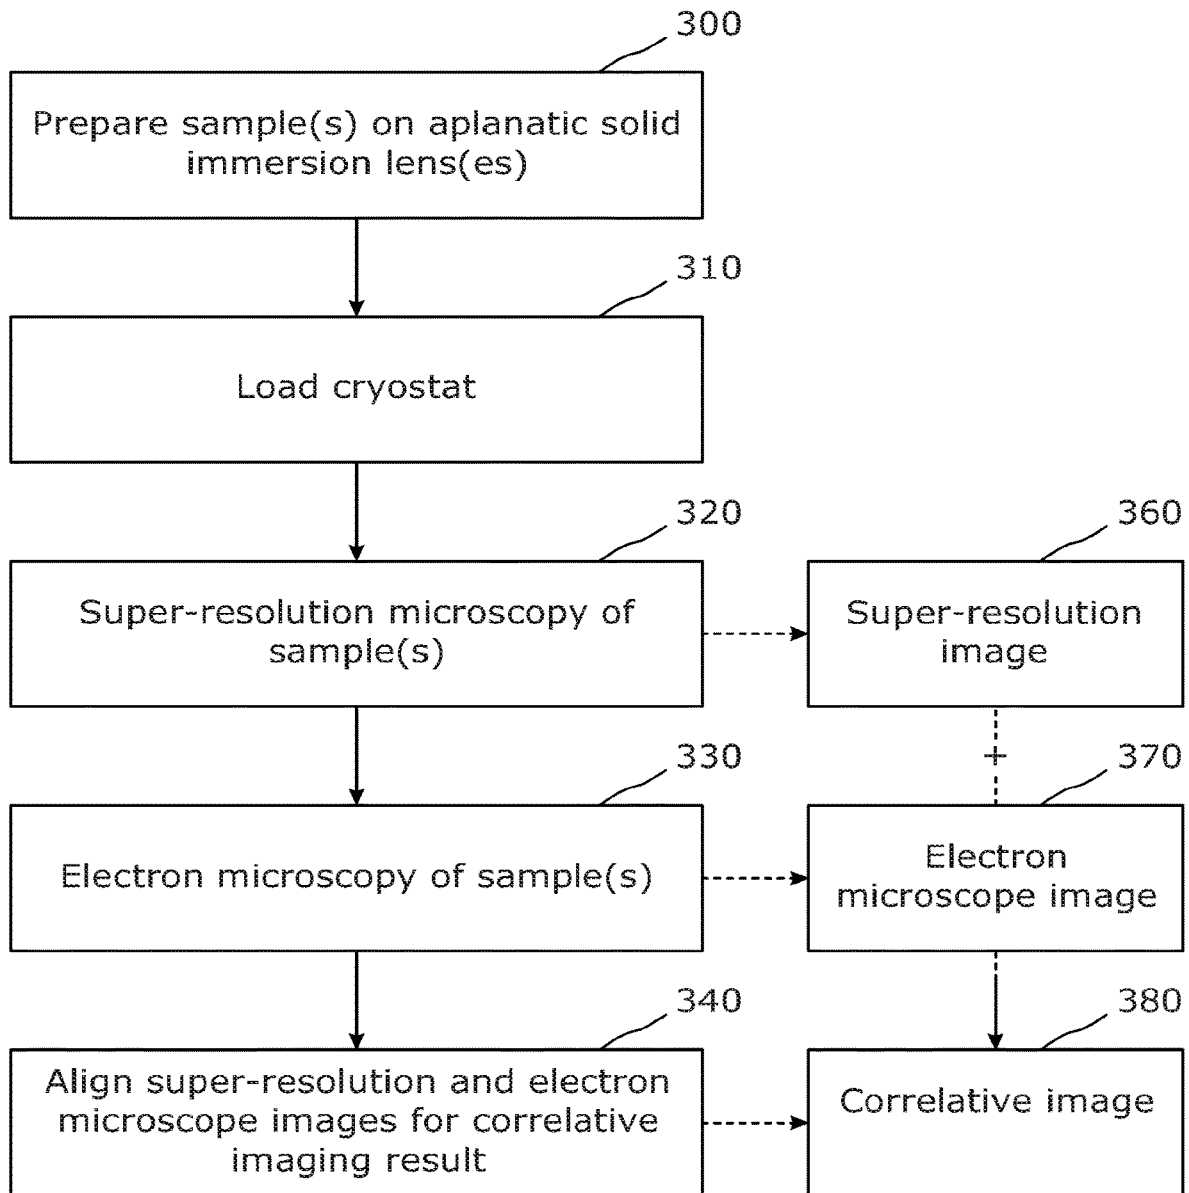 300
Prepare sample(s) on aplanatic solid
immersion lens(es)
310
Load cryostat
320
Super-resolution microscopy of
sample(s)
360
Super-resolution
image
+
330
Electron microscopy of sample(s)
370
Electron
microscope image
340
Align super-resolution and electron
microscope images for correlative
imaging result
380
Correlative image